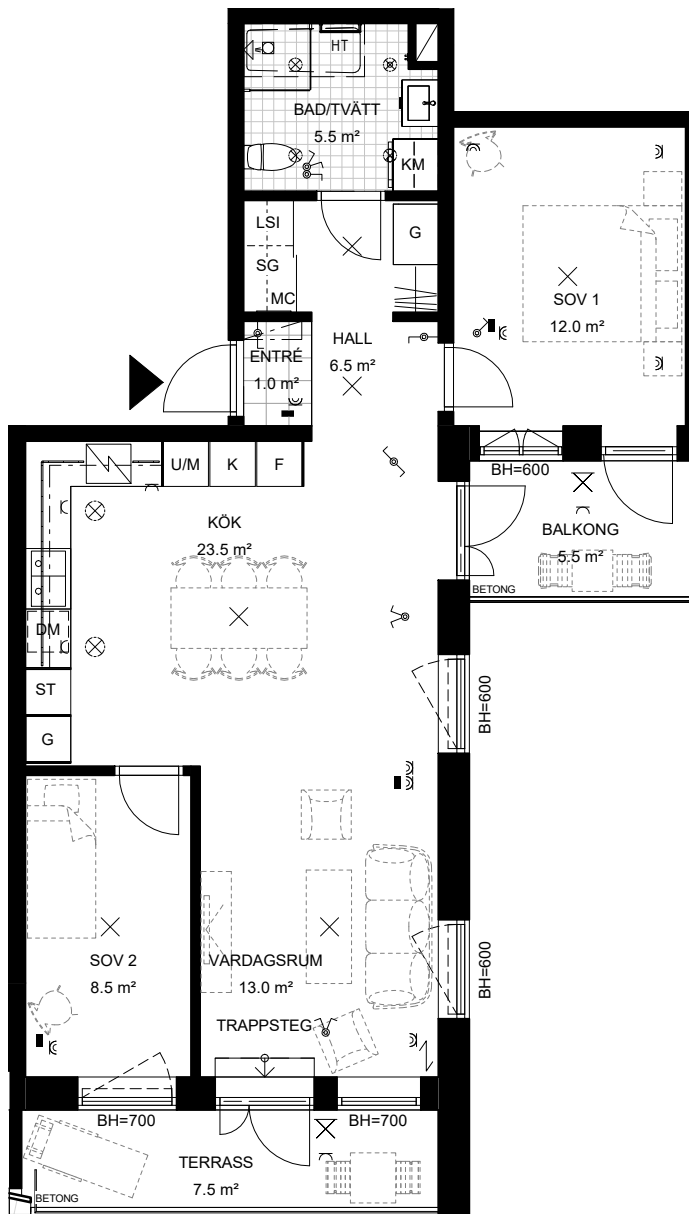 HT
BAD/TVÄTT
5.5 m²
KM
LSI
G
SG
MC
SOV 1
12.0 m²
HALL
6.5 m²
ENTRÉ
1.0 m²
U/M
K
F
BH=600
KÖK
23.5 m²
BALKONG
5.5 m²
BETONG
DM
ST
G
BH=600
SOV 2
8.5 m²
VARDAGSRUM
13.0 m²
BH=600
TRAPPSTEG
BH=700
BH=700
TERRASS
7.5 m²
BETONG